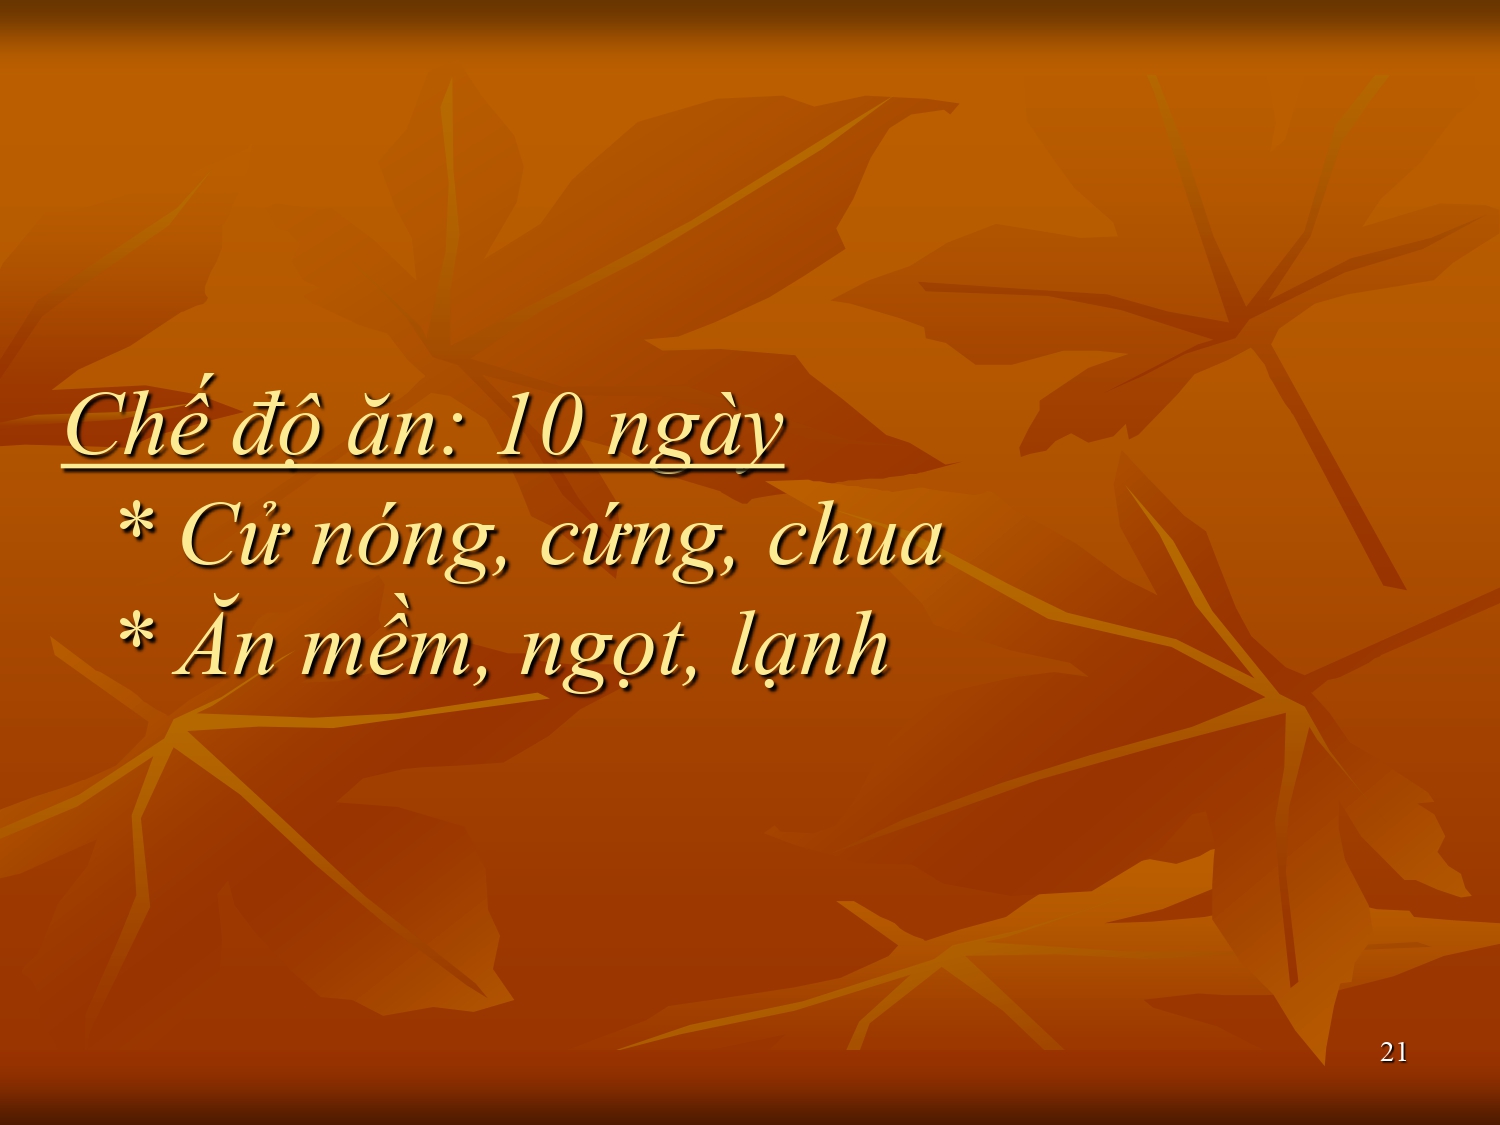 Chế độ ăn: 10 ngày
* Cử nóng, cứng, chua
* Ăn mềm, ngọt, lạnh
21